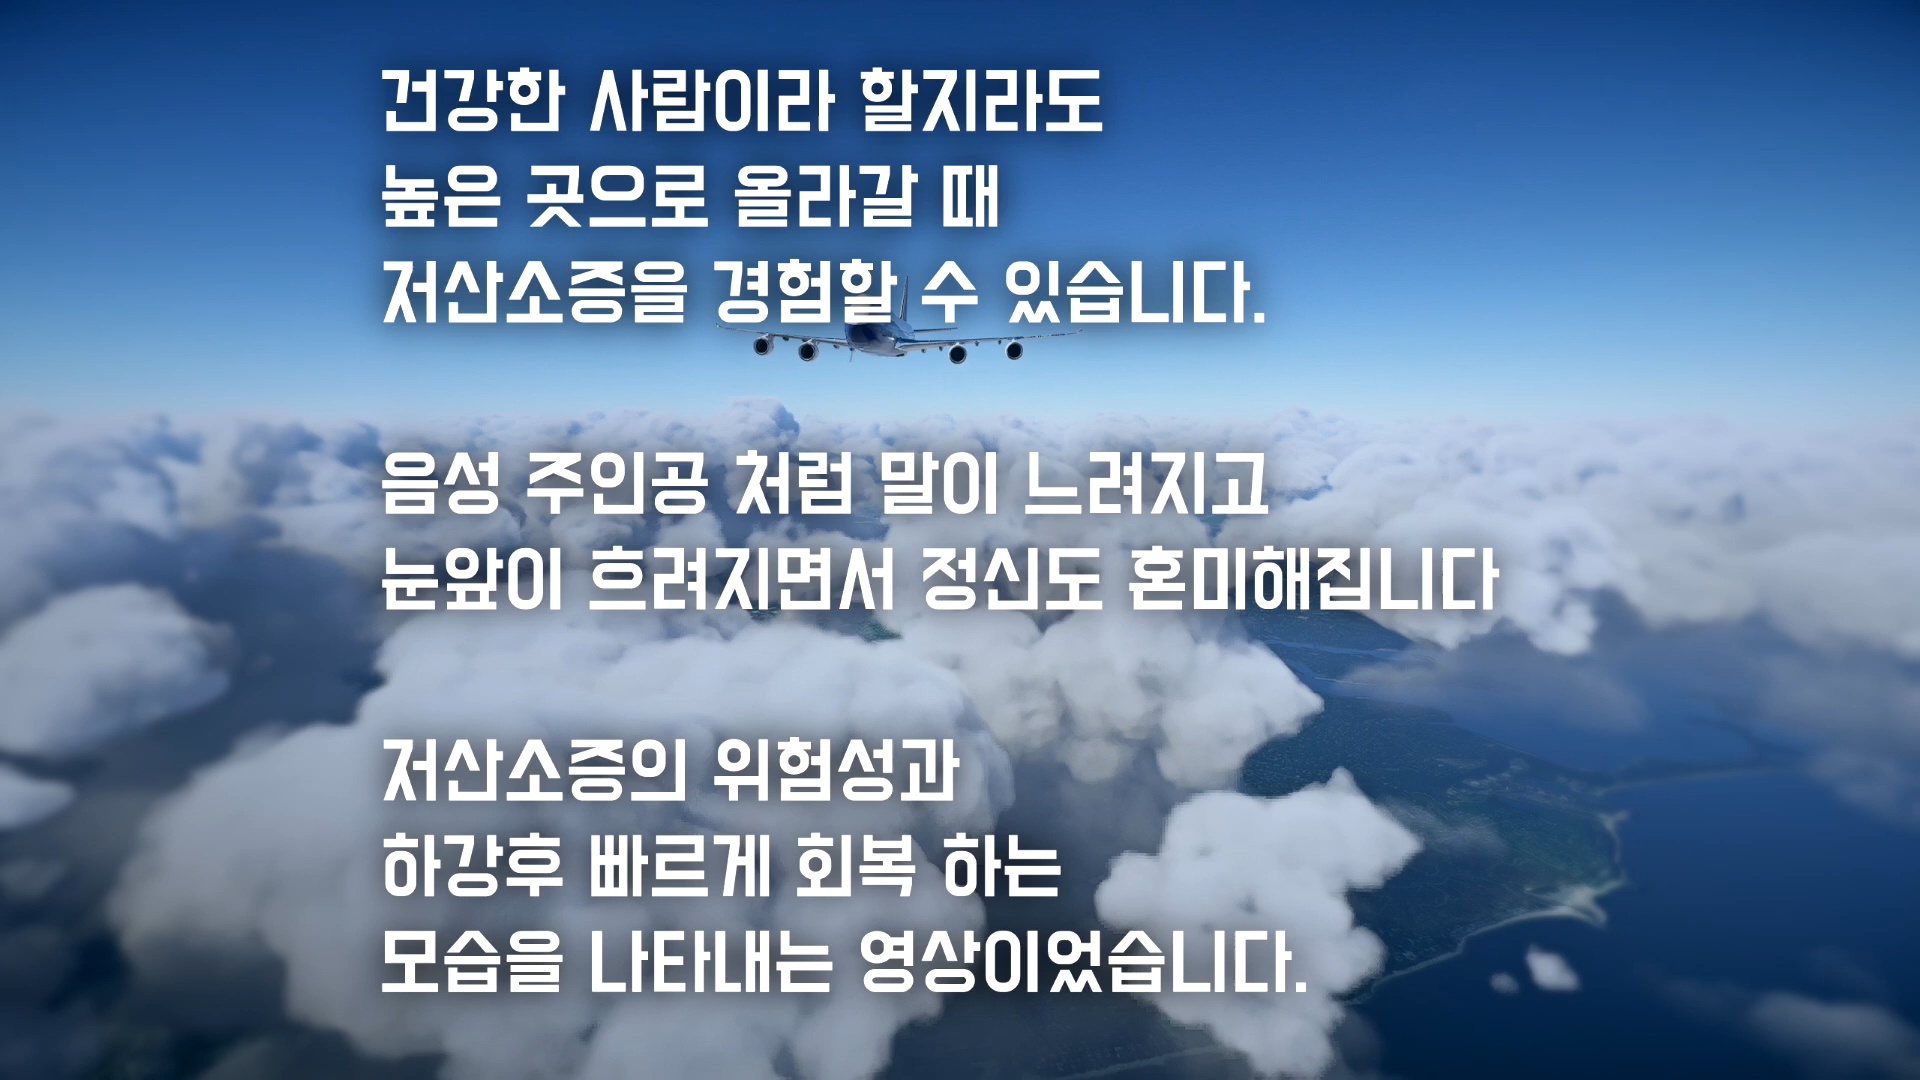 건강한 사람이라 할지라도
높은 곳으로 올라갈 때
저산소증을 경험할 수 있습니다.
음성 주인공 처럼 말이 느려지고
눈앞이 흐려지면서 정신도 혼미해집니다
저산소증의 위험성과
하강후 빠르게 회복 하는
모습을 나타내는 영상이었습니다.